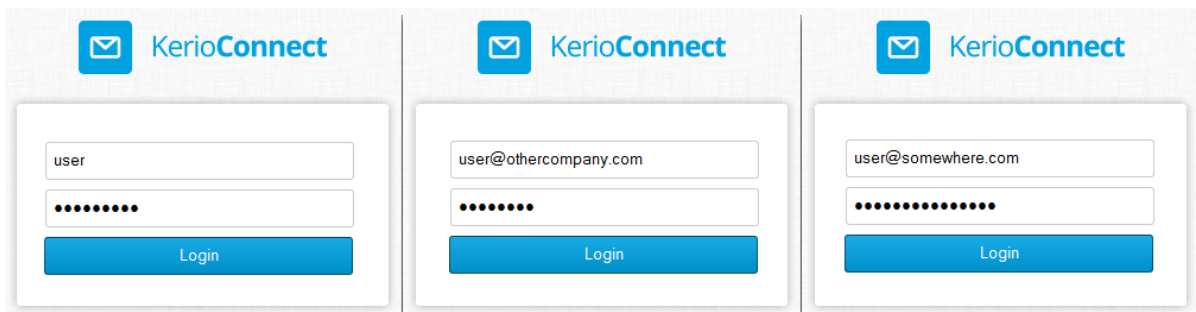 KerioConnect
user
•••••••••
Login
KerioConnect
user@othercompany.com
••••••••
Login
KerioConnect
user@somewhere.com
•••••••••••••••
Login